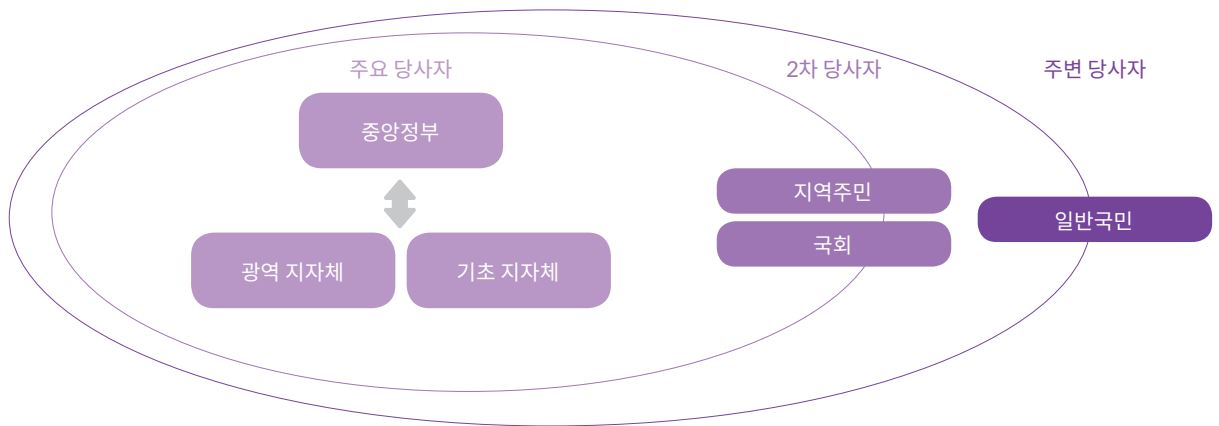 주요 당사자
2차 당사자
주변 당사자
중앙정부
지역주민
일반국민
국회
광역 지자체
기초 지자체